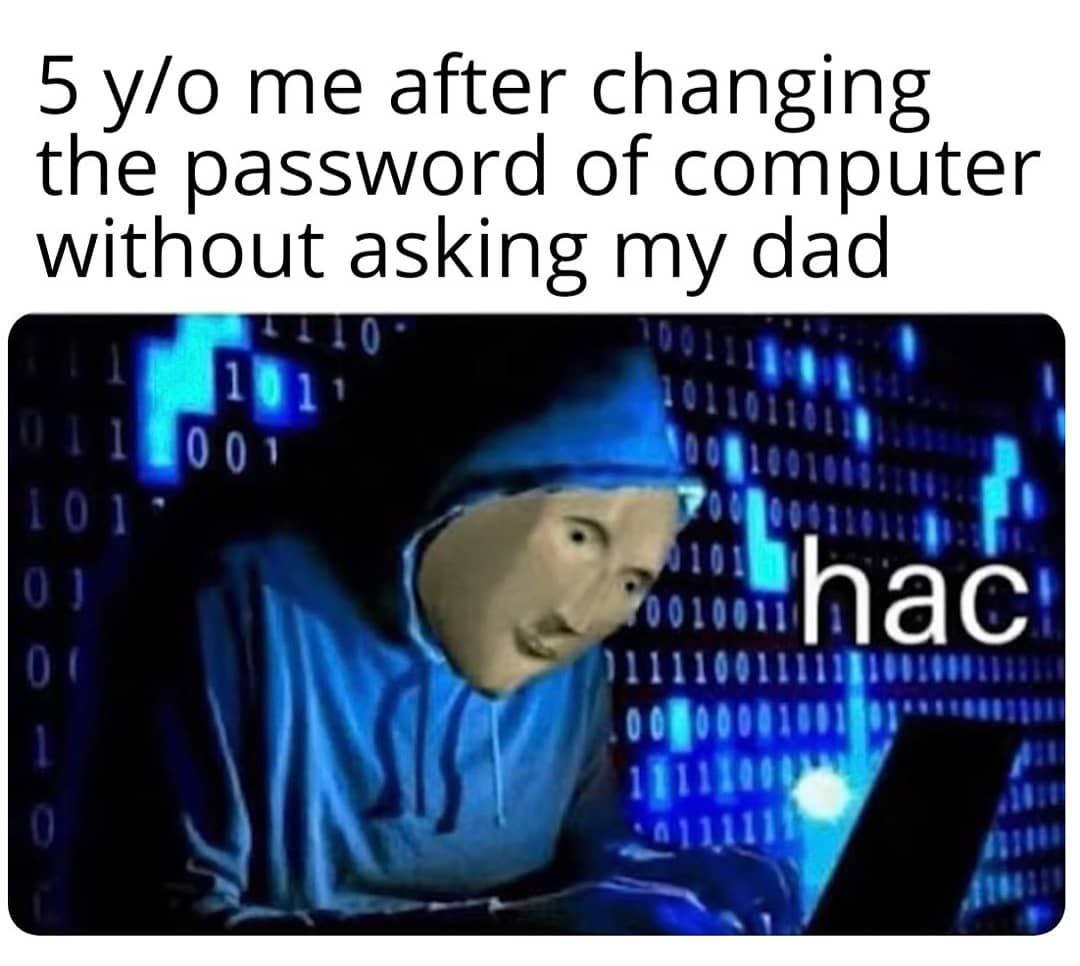 5 y/o me after changing
the password of computer
without asking my dad
hac